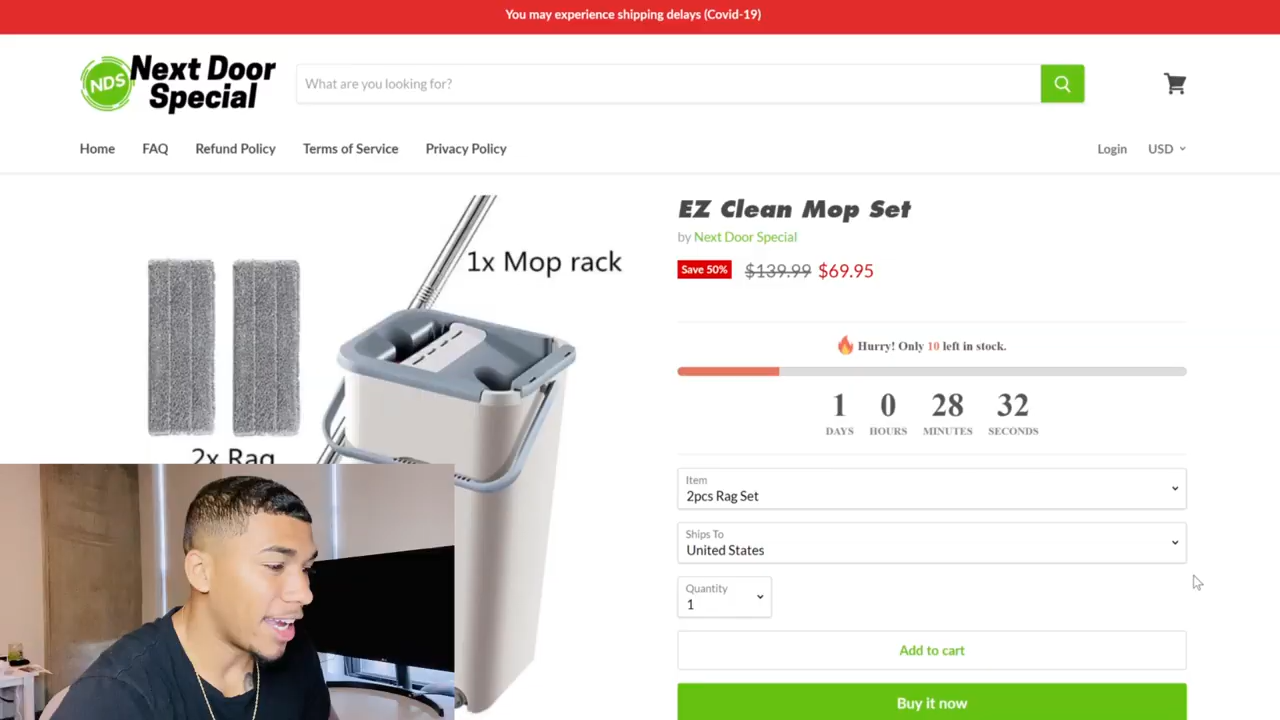 You may experience shipping delays (Covid-19)
NDS
Next Door
Special
What are you looking for?
Home FAQ Refund Policy Terms of Service Privacy Policy
Login USD
1x Mop rack
2x Rag
EZ Clean Mop Set
by Next Door Special
Save 50% $139.99 $69.95
Hurry! Only 10 left in stock.
1 0 28 32
DAYS HOURS MINUTES SECONDS
Item
2pcs Rag Set
Ships To
United States
Quantity
1
Add to cart
Buy it now